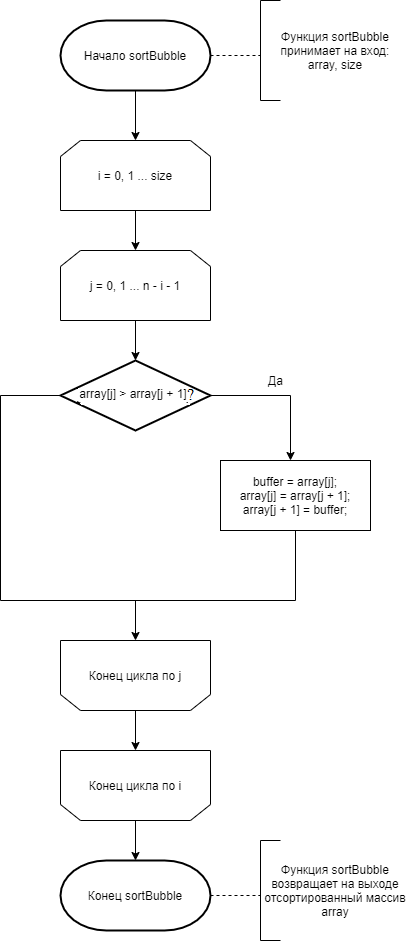 Начало sortBubble
Функция sortBubble
принимает на вход:
array, size
i = 0, 1 ... size
j = 0, 1 ... n - i - 1
array[j] > array[j + 1]?
Да
buffer = array[j];
array[j] = array[j + 1];
array[j + 1] = buffer;
Конец цикла по j
Конец цикла по i
Конец sortBubble
Функция sortBubble
возвращает на выходе
отсортированный массив
array